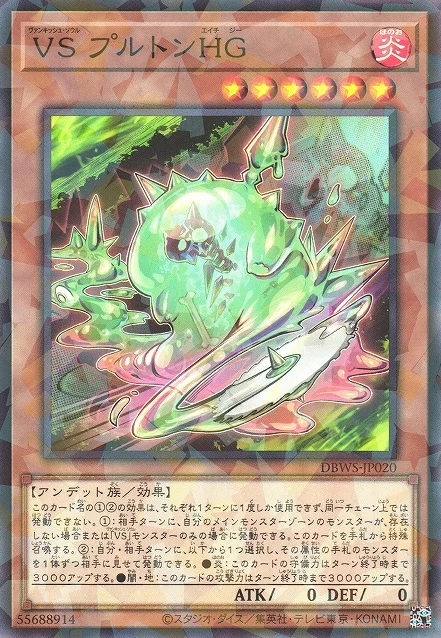 ヴァンキッシュ・ソウル エイチ ジー
VS プルトンHG
ほのお
炎
DBWS-JP020
【アンデット族／効果】
このカード名の①②の効果は、それぞれ1ターンに1度しか使用できず、同一チェーン上では
発動できない。①：相手ターンに、自分のメインモンスターゾーンのモンスターが存在
しない場合または「VS」モンスターのみの場合に発動できる。このカードを手札から特殊
召喚する。②：自分・相手ターンに、以下から1つ選択し、その属性の手札のモンスター
を1体ずつ相手に見せて発動できる。●炎：このカードの守備力はターン終了時まで
3000アップする。●闇・地：このカードの攻撃力はターン終了時まで3000アップする。
ATK／ 0 DEF／ 0
55688914 ©スタジオ・ダイス／集英社・テレビ東京・KONAMI